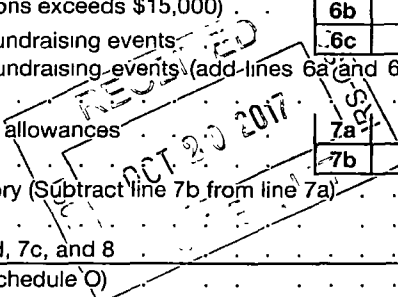 ons exceeds $15,000) . . 6b
undraising events . . . 6c
undraising events (add lines 6a and 6
RECEIVED
allowances 7a
OCT 20 2017
7b
ory (Subtract line 7b from line 7a)
d, 7c, and 8
chedule O)